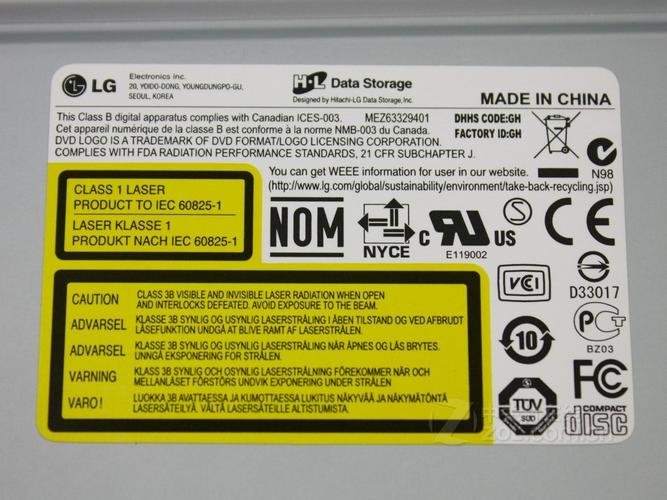 LG Electronics Inc.
20, YOIDO-DONG, YOUNGDUNGPO-GU,
SEOUL, KOREA
H·L Data Storage
Designed by Hitachi-LG Data Storage, Inc.
MADE IN CHINA
This Class B digital apparatus complies with Canadian ICES-003. MEZ63329401
Cet appareil numérique de la classe B est conforme à la norme NMB-003 du Canada.
DVD LOGO IS A TRADEMARK OF DVD FORMAT/LOGO LICENSING CORPORATION.
COMPLIES WITH FDA RADIATION PERFORMANCE STANDARDS, 21 CFR SUBCHAPTER J.
DHHS CODE:GH
FACTORY ID:GH
N98
You can get WEEE information for user in our website.
(http://www.lg.com/global/sustainability/environment/take-back-recycling.jsp)
CLASS 1 LASER
PRODUCT TO IEC 60825-1
LASER KLASSE 1
PRODUKT NACH IEC 60825-1
NOM
NYCE
C UR US
E119002
S
CE
VCI
D33017
10
PCT
BZ03
TÜV
SÜD
FC
COMPACT
disc
CAUTION CLASS 3B VISIBLE AND INVISIBLE LASER RADIATION WHEN OPEN
AND INTERLOCKS DEFEATED. AVOID EXPOSURE TO THE BEAM.
ADVARSEL KLASSE 3B SYNLIG OG USYNLIG LASERSTRÅLING I ÅBEN TILSTAND OG VED AFBRUDT
LÅSEFUNKTION UNDGÅ AT BLIVE RAMT AF LASERSTRÅLEN.
ADVARSEL KLASSE 3B SYNLIG OG USYNLIG LASERSTRÅLING NÅR ÅPNES OG LÅS BRYTES.
UNNGÅ EKSPONERING FOR STRÅLEN.
VARNING KLASS 3B SYNLIG OCH OSYNLIG LASERSTRÅLNING FÖREKOMMER NÄR ER
MELLANLÅSET FÖRSTÖRS UNDVIK EXPONERING UNDER STRÅLEN
VARO! LUOKKA 3B AVATTAESSA JA KUMOTTAESSA LUKITUS NÄKYVÄÄ JA NÄKYMÄTÖNTÄ
LASERSÄTEILYÄ. VÄLTÄ LASERSÄTEILLE ALTISTUMISTA.